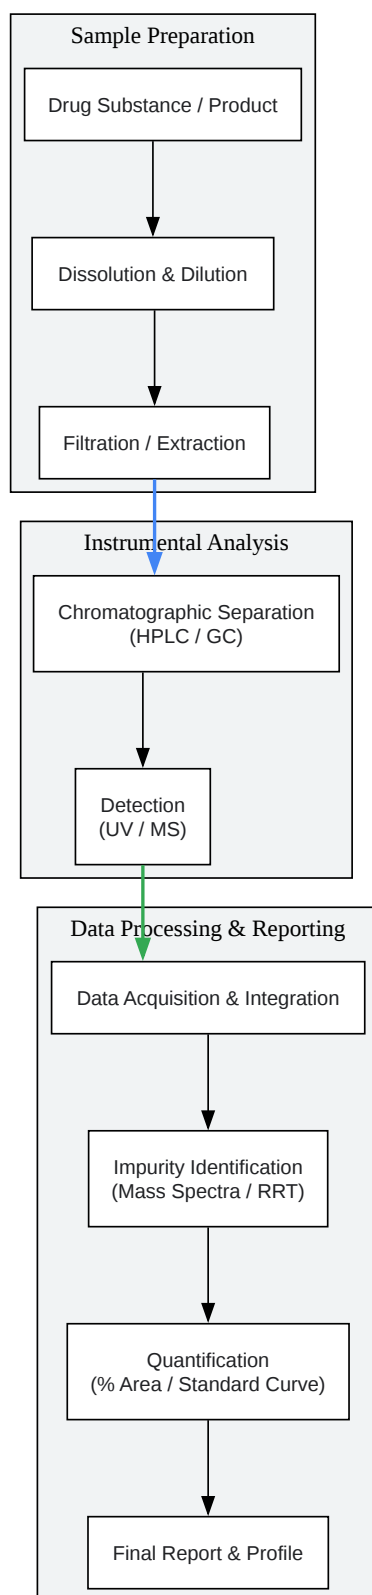 Sample Preparation
Drug Substance / Product
Dissolution & Dilution
Filtration / Extraction
Instrumental Analysis
Chromatographic Separation
(HPLC / GC)
Detection
(UV / MS)
Data Processing & Reporting
Data Acquisition & Integration
Impurity Identification
(Mass Spectra / RRT)
Quantification
(% Area / Standard Curve)
Final Report & Profile